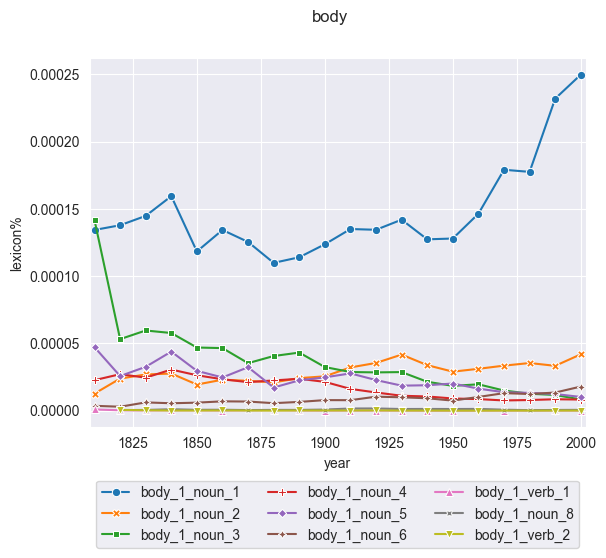 body
0.00025
0.00020
0.00015
0.00010
0.00005
0.00000
lexicon%
1825 1850 1875 1900 1925 1950 1975 2000
year
body_1_noun_1 body_1_noun_4 body_1_verb_1
body_1_noun_2 body_1_noun_5 body_1_noun_8
body_1_noun_3 body_1_noun_6 body_1_verb_2